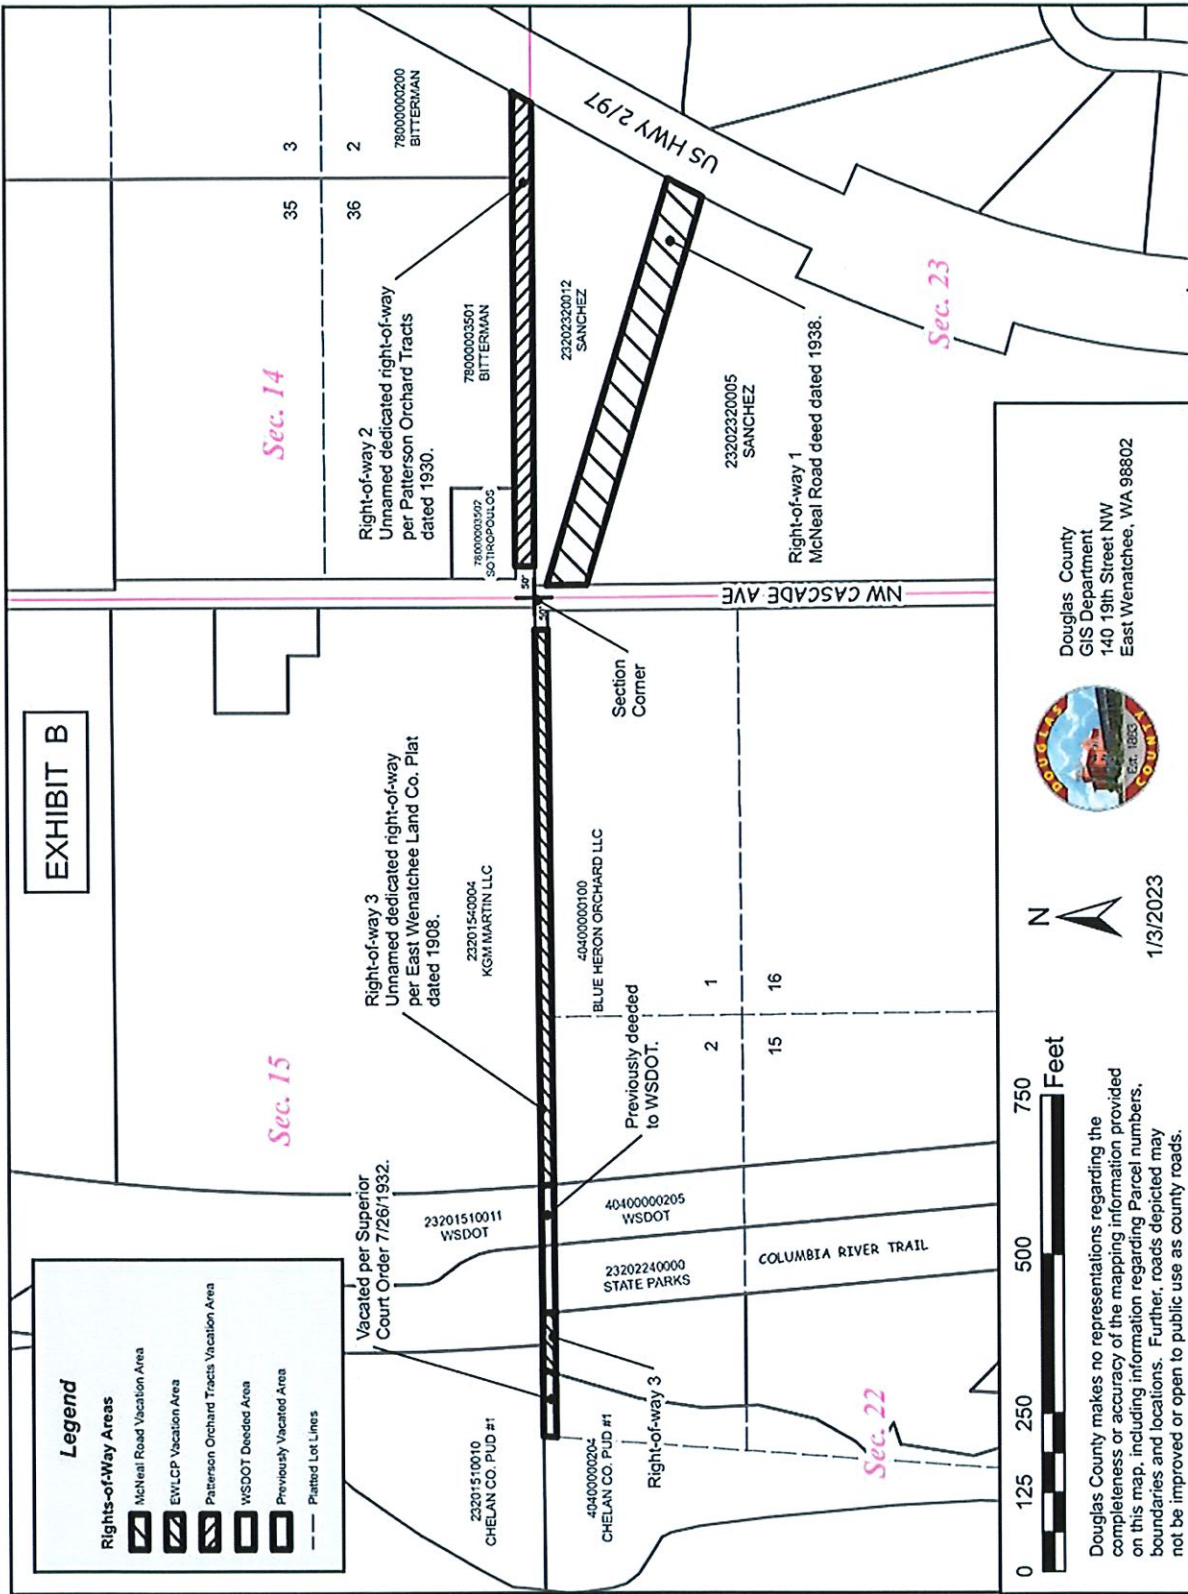 EXHIBIT B
Legend
Rights-of-Way Areas
McNeal Road Vacation Area
EWLCP Vacation Area
Patterson Orchard Tracts Vacation Area
WSDOT Deeded Area
Previously Vacated Area
Platted Lot Lines
Sec. 15
Sec. 14
35
3
36
2
78000000200
BITTERMAN
Vacated per Superior
Court Order 7/26/1932.
Right-of-way 3
Unnamed dedicated right-of-way
per East Wenatchee Land Co. Plat
dated 1908.
Right-of-way 2
Unnamed dedicated right-of-way
per Patterson Orchard Tracts
dated 1930.
23201510011
WSDOT
23201510010
CHELAN CO. PUD #1
23201540004
KGM MARTIN LLC
78000003502
SOTIROPOULOS
78000003501
BITTERMAN
50'
50'
40400000204
CHELAN CO. PUD #1
Right-of-way 3
23202240000
STATE PARKS
40400000205
WSDOT
Previously deeded
to WSDOT.
40400000100
BLUE HERON ORCHARD LLC
Section
Corner
23202320012
SANCHEZ
US HWY 2/97
2
1
15
16
COLUMBIA RIVER TRAIL
NW CASCADE AVE
23202320005
SANCHEZ
Right-of-way 1
McNeal Road deed dated 1938.
Sec. 22
Sec. 23
0
125
250
500
750
Feet
N
1/3/2023
DOUGLAS
COUNTY
Est. 1883
Douglas County
GIS Department
140 19th Street NW
East Wenatchee, WA 98802
Douglas County makes no representations regarding the
completeness or accuracy of the mapping information provided
on this map, including information regarding Parcel numbers,
boundaries and locations. Further, roads depicted may
not be improved or open to public use as county roads.